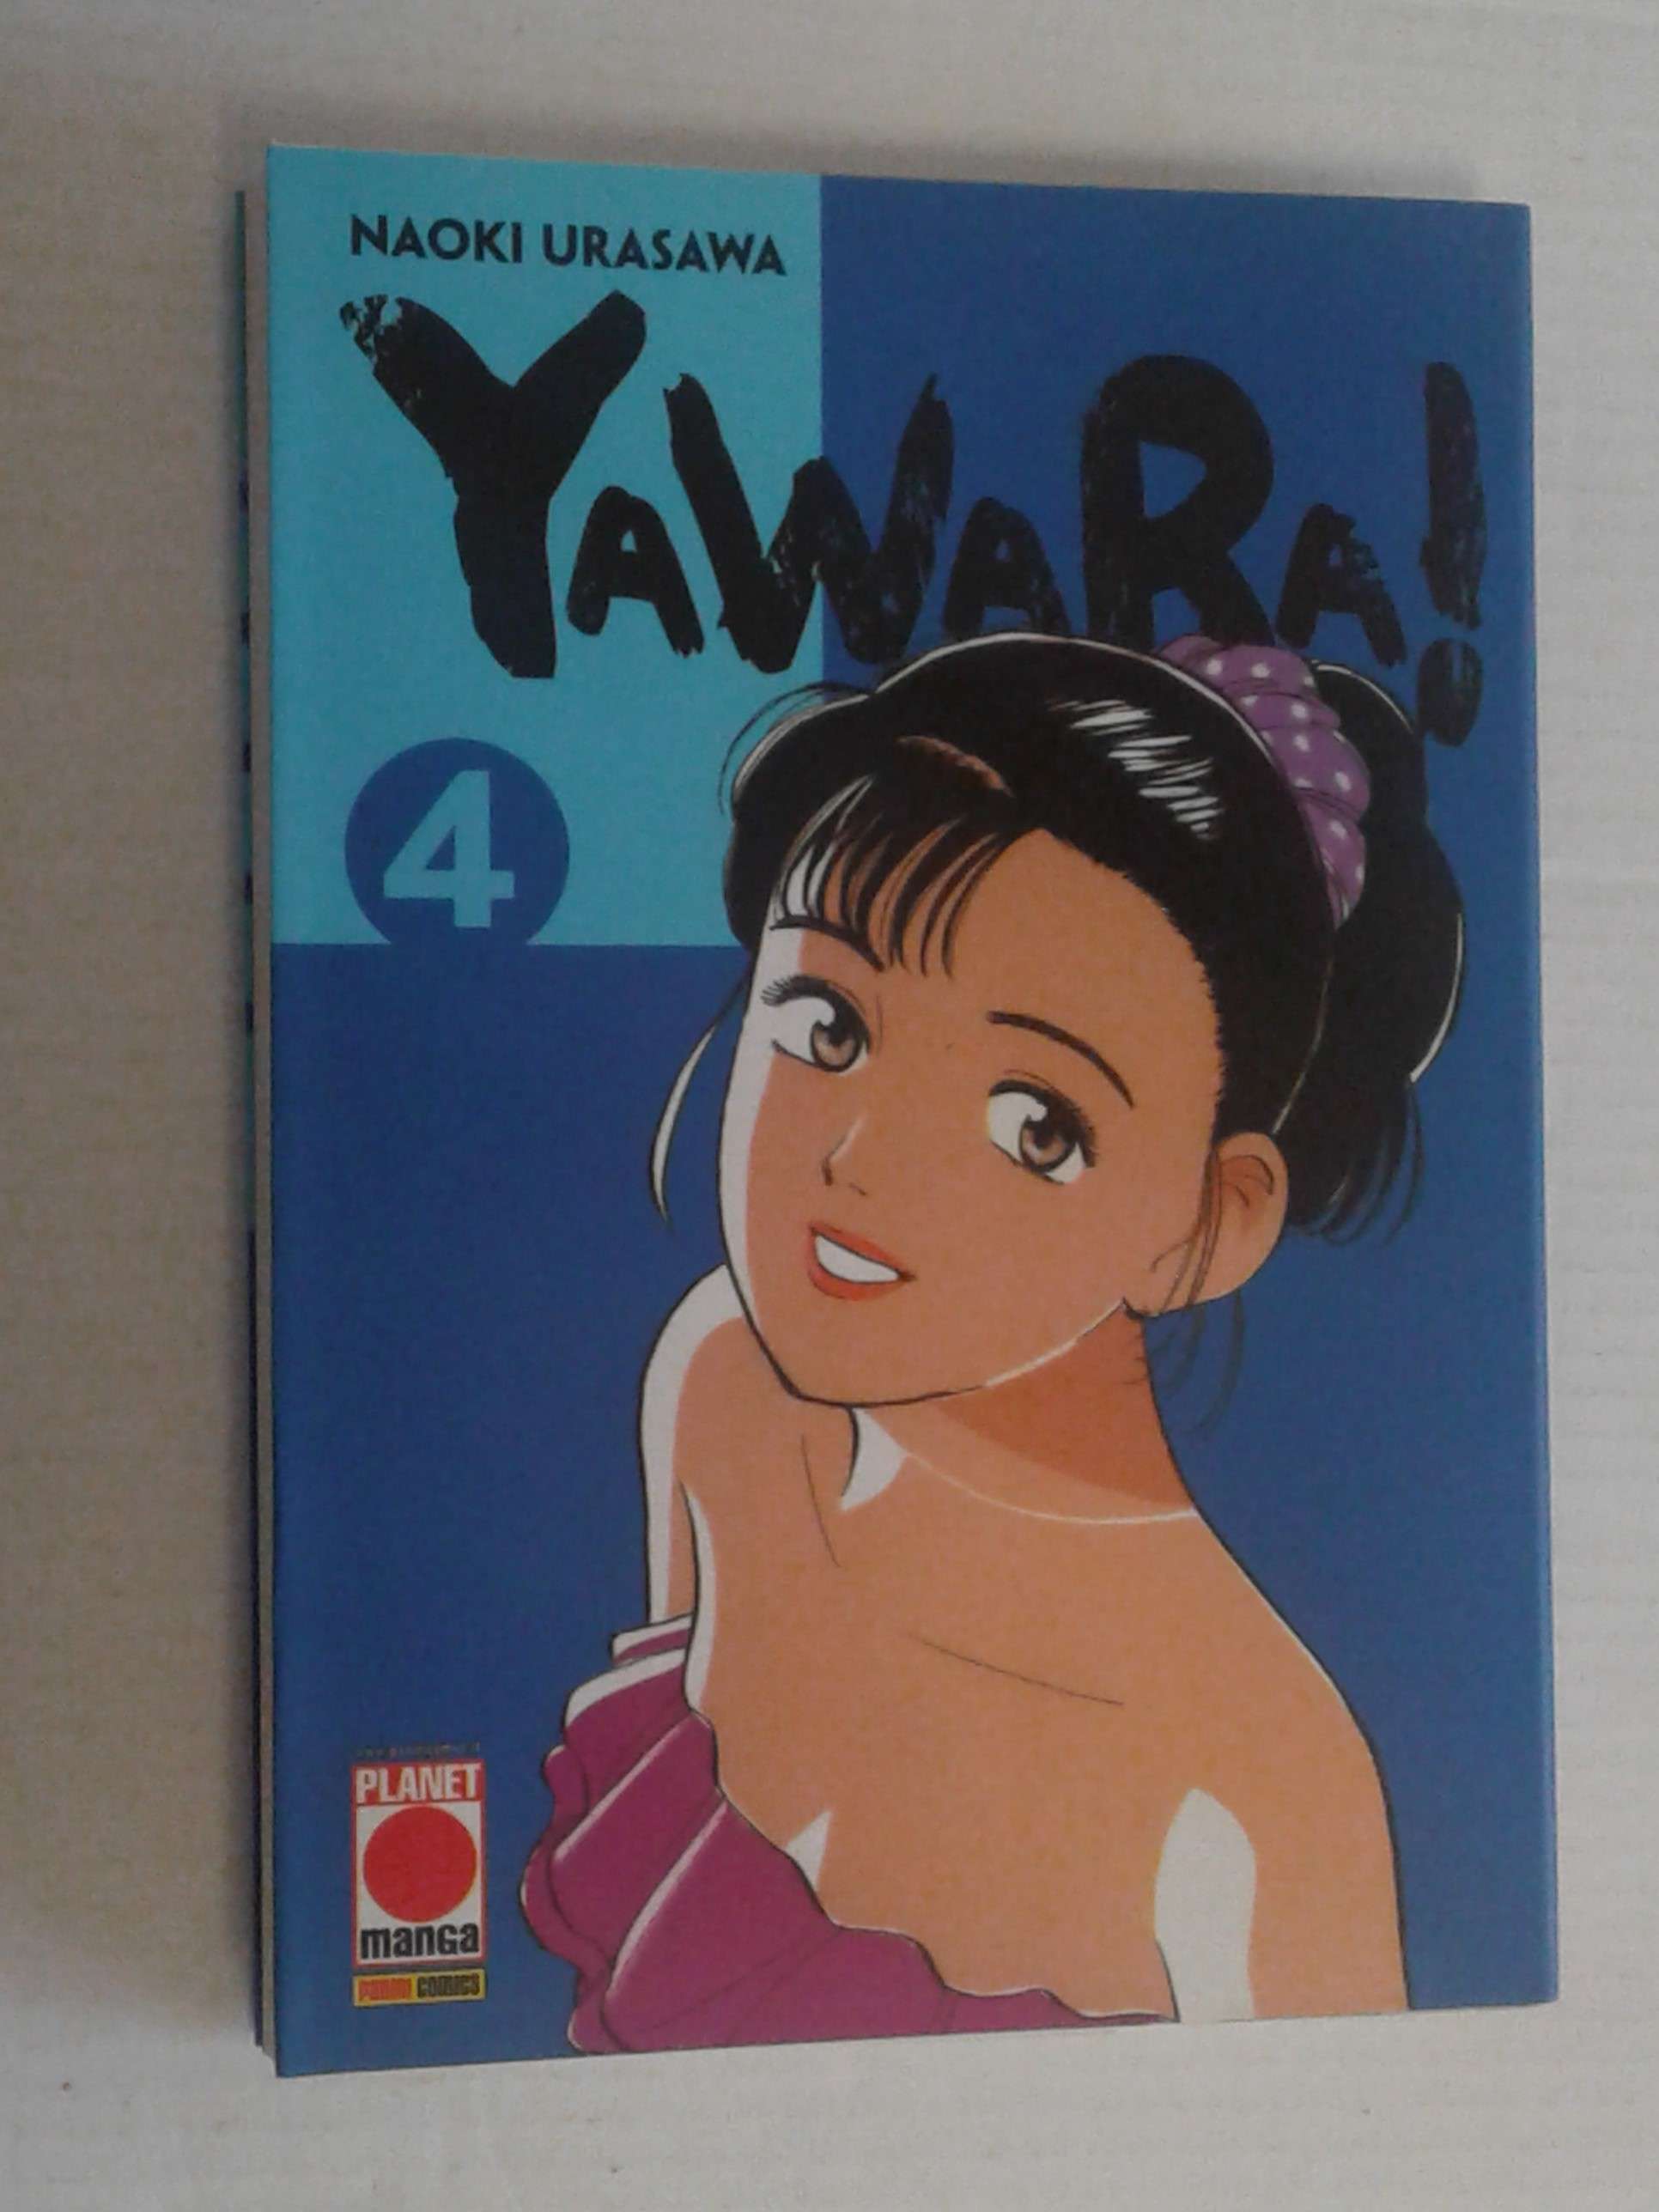 NAOKI URASAWA
YAWARA!
4
PLANET
manga
PANINI COMICS